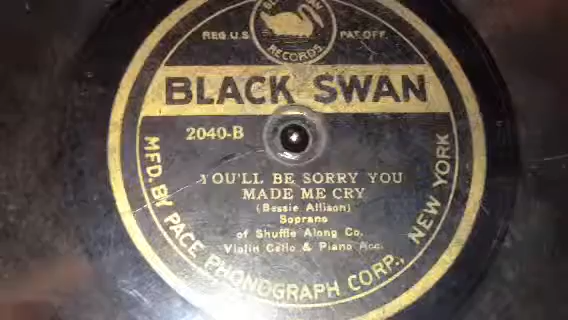 BLACK SWAN
RECORDS
REG. U.S. PAT. OFF.
BLACK SWAN
2040-B
YOU'LL BE SORRY YOU
MADE ME CRY
(Bessie Allison)
Soprano
of Shuffle Along Co.
Violin Cello & Piano Acc.
MFD. BY PACE PHONOGRAPH CORP., NEW YORK